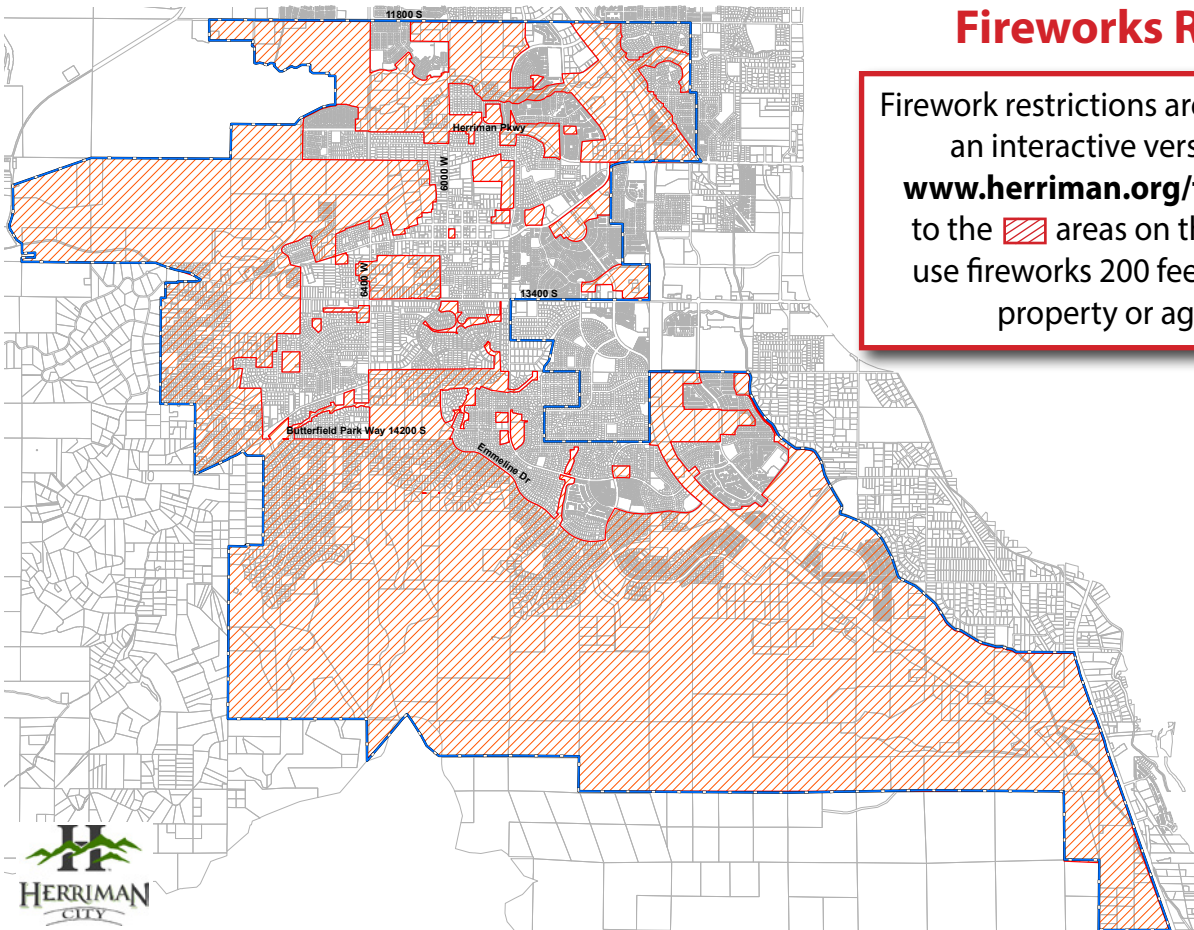 11800 S
Fireworks R
Firework restrictions are
an interactive vers
www.herriman.org/
to the areas on th
use fireworks 200 fee
property or ag
Herriman Pkwy
6000 W
6400 W
13400 S
Butterfield Park Way 14200 S
Emmeline Dr
H
HERRIMAN
CITY